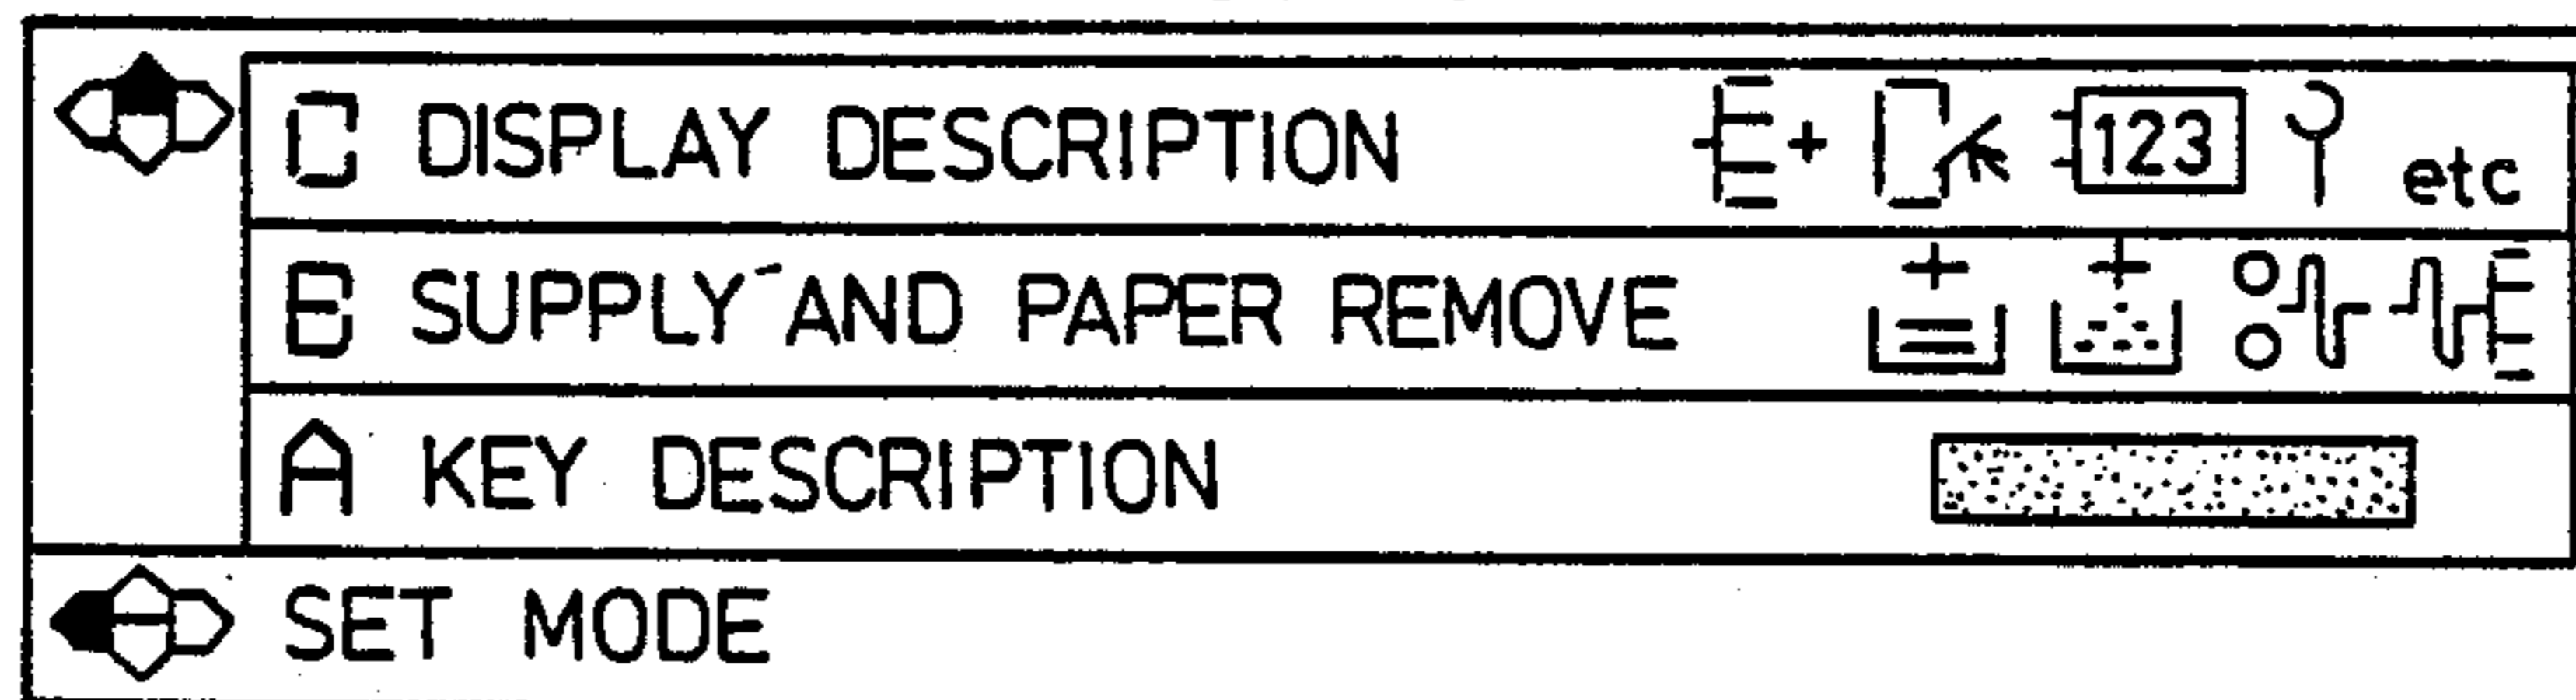 C DISPLAY DESCRIPTION 123 etc
B SUPPLY AND PAPER REMOVE
A KEY DESCRIPTION
SET MODE